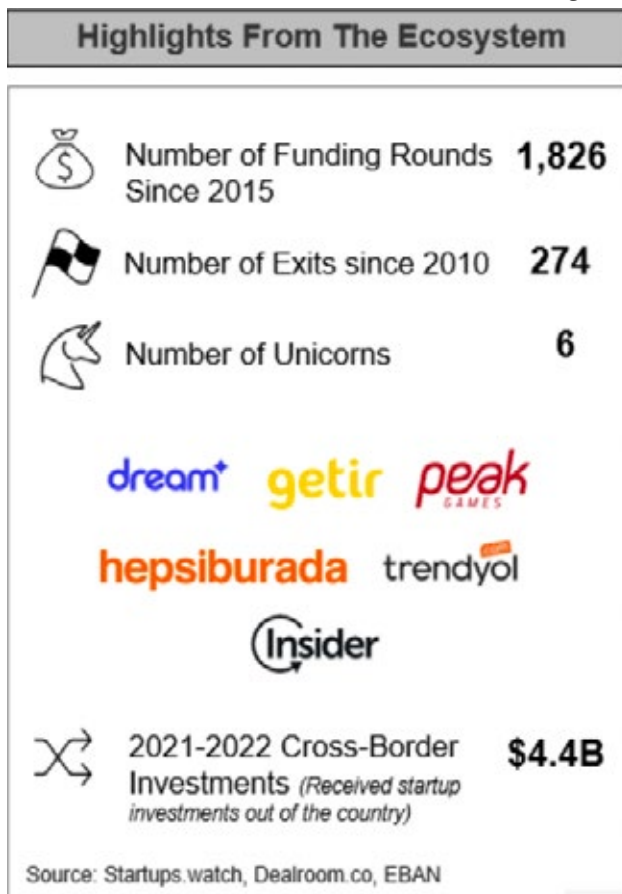 Highlights From The Ecosystem
$
Number of Funding Rounds 1,826
Since 2015
Number of Exits since 2010 274
Number of Unicorns 6
dream+ getir peak
GAMES
hepsiburada trendyol
com
Insider
2021-2022 Cross-Border $4.4B
Investments (Received startup
investments out of the country)
Source: Startups.watch, Dealroom.co, EBAN